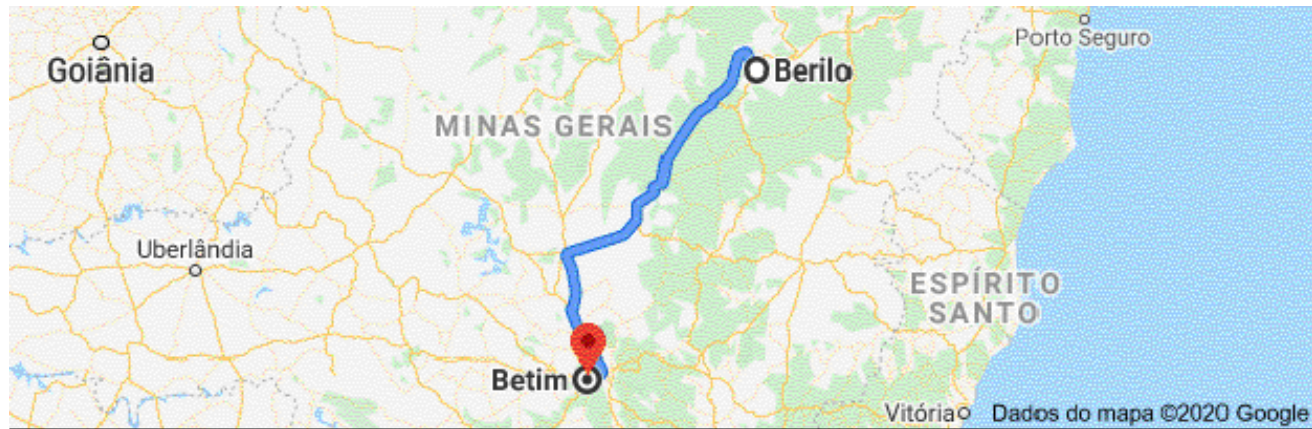 Goiânia
Berilo
Porto Seguro
MINAS GERAIS
Uberlândia
ESPÍRITO
SANTO
Betim
Vitória
Dados do mapa ©2020 Google